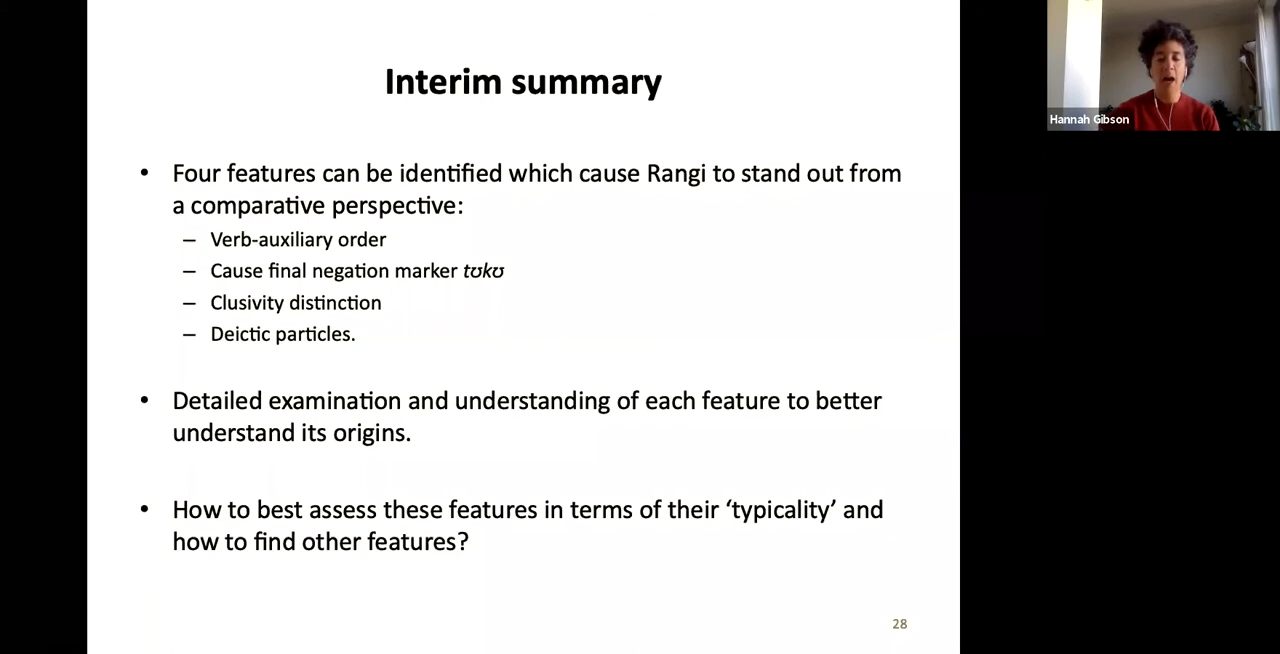 Interim summary
• Four features can be identified which cause Rangi to stand out from
a comparative perspective:
– Verb-auxiliary order
– Cause final negation marker tʊkʊ
– Clusivity distinction
– Deictic particles.
• Detailed examination and understanding of each feature to better
understand its origins.
• How to best assess these features in terms of their ‘typicality’ and
how to find other features?
28
Hannah Gibson